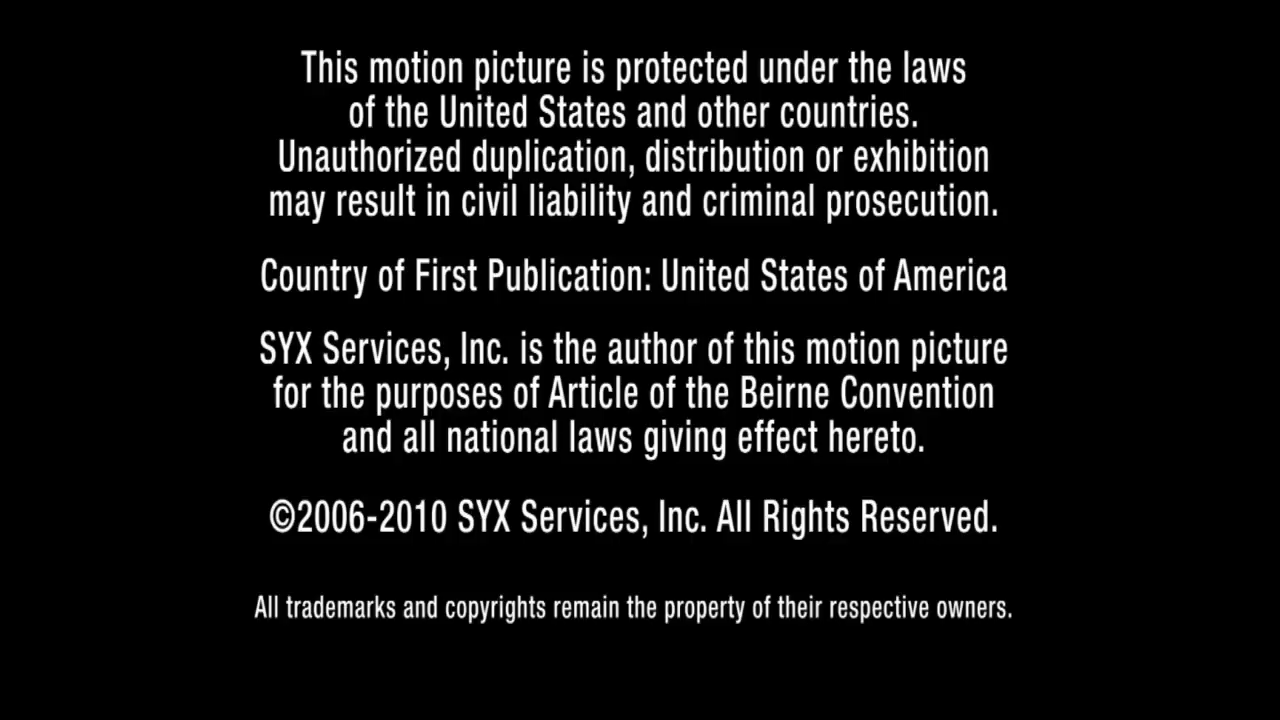 This motion picture is protected under the laws
of the United States and other countries.
Unauthorized duplication, distribution or exhibition
may result in civil liability and criminal prosecution.
Country of First Publication: United States of America
SYX Services, Inc. is the author of this motion picture
for the purposes of Article of the Beirne Convention
and all national laws giving effect hereto.
©2006-2010 SYX Services, Inc. All Rights Reserved.
All trademarks and copyrights remain the property of their respective owners.